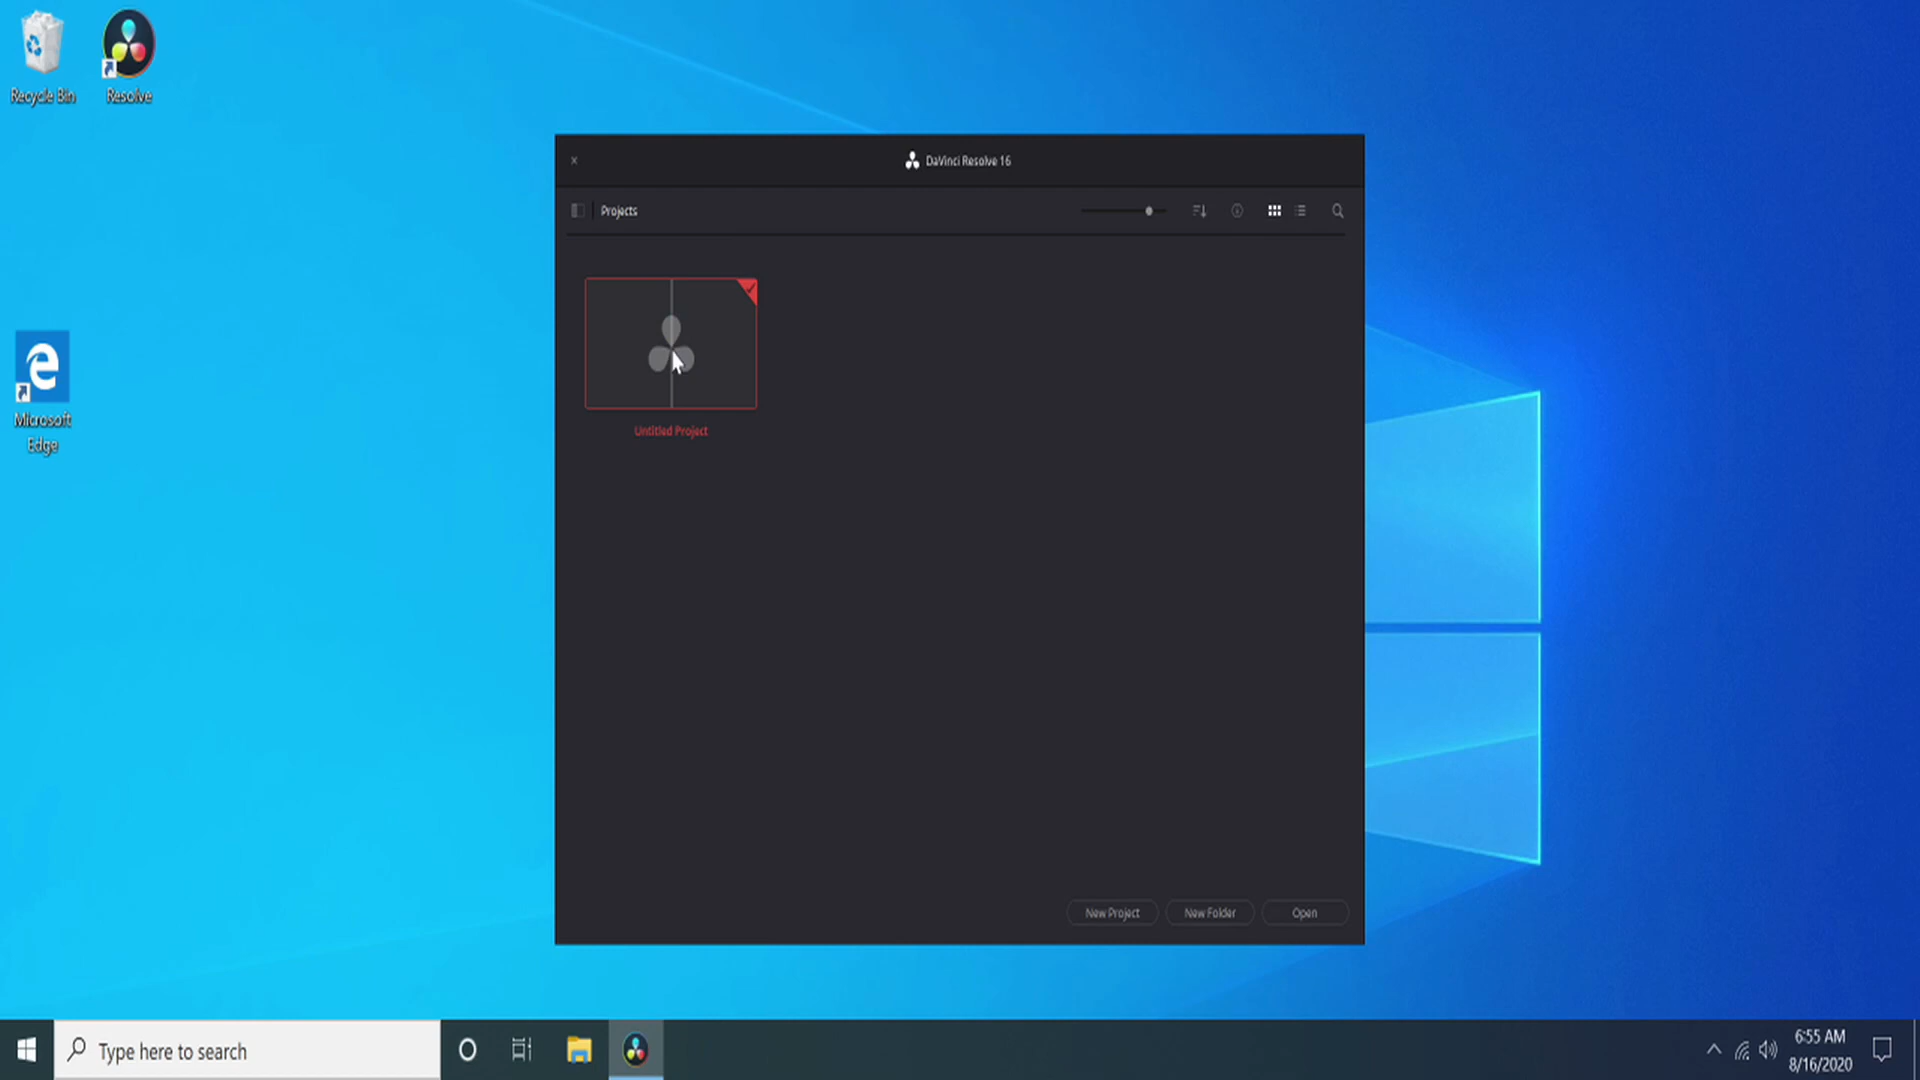 Recycle Bin
Resolve
Microsoft
Edge
DaVinci Resolve 16
Projects
Untitled Project
New Project
New Folder
Open
Type here to search
6:55 AM
8/16/2020